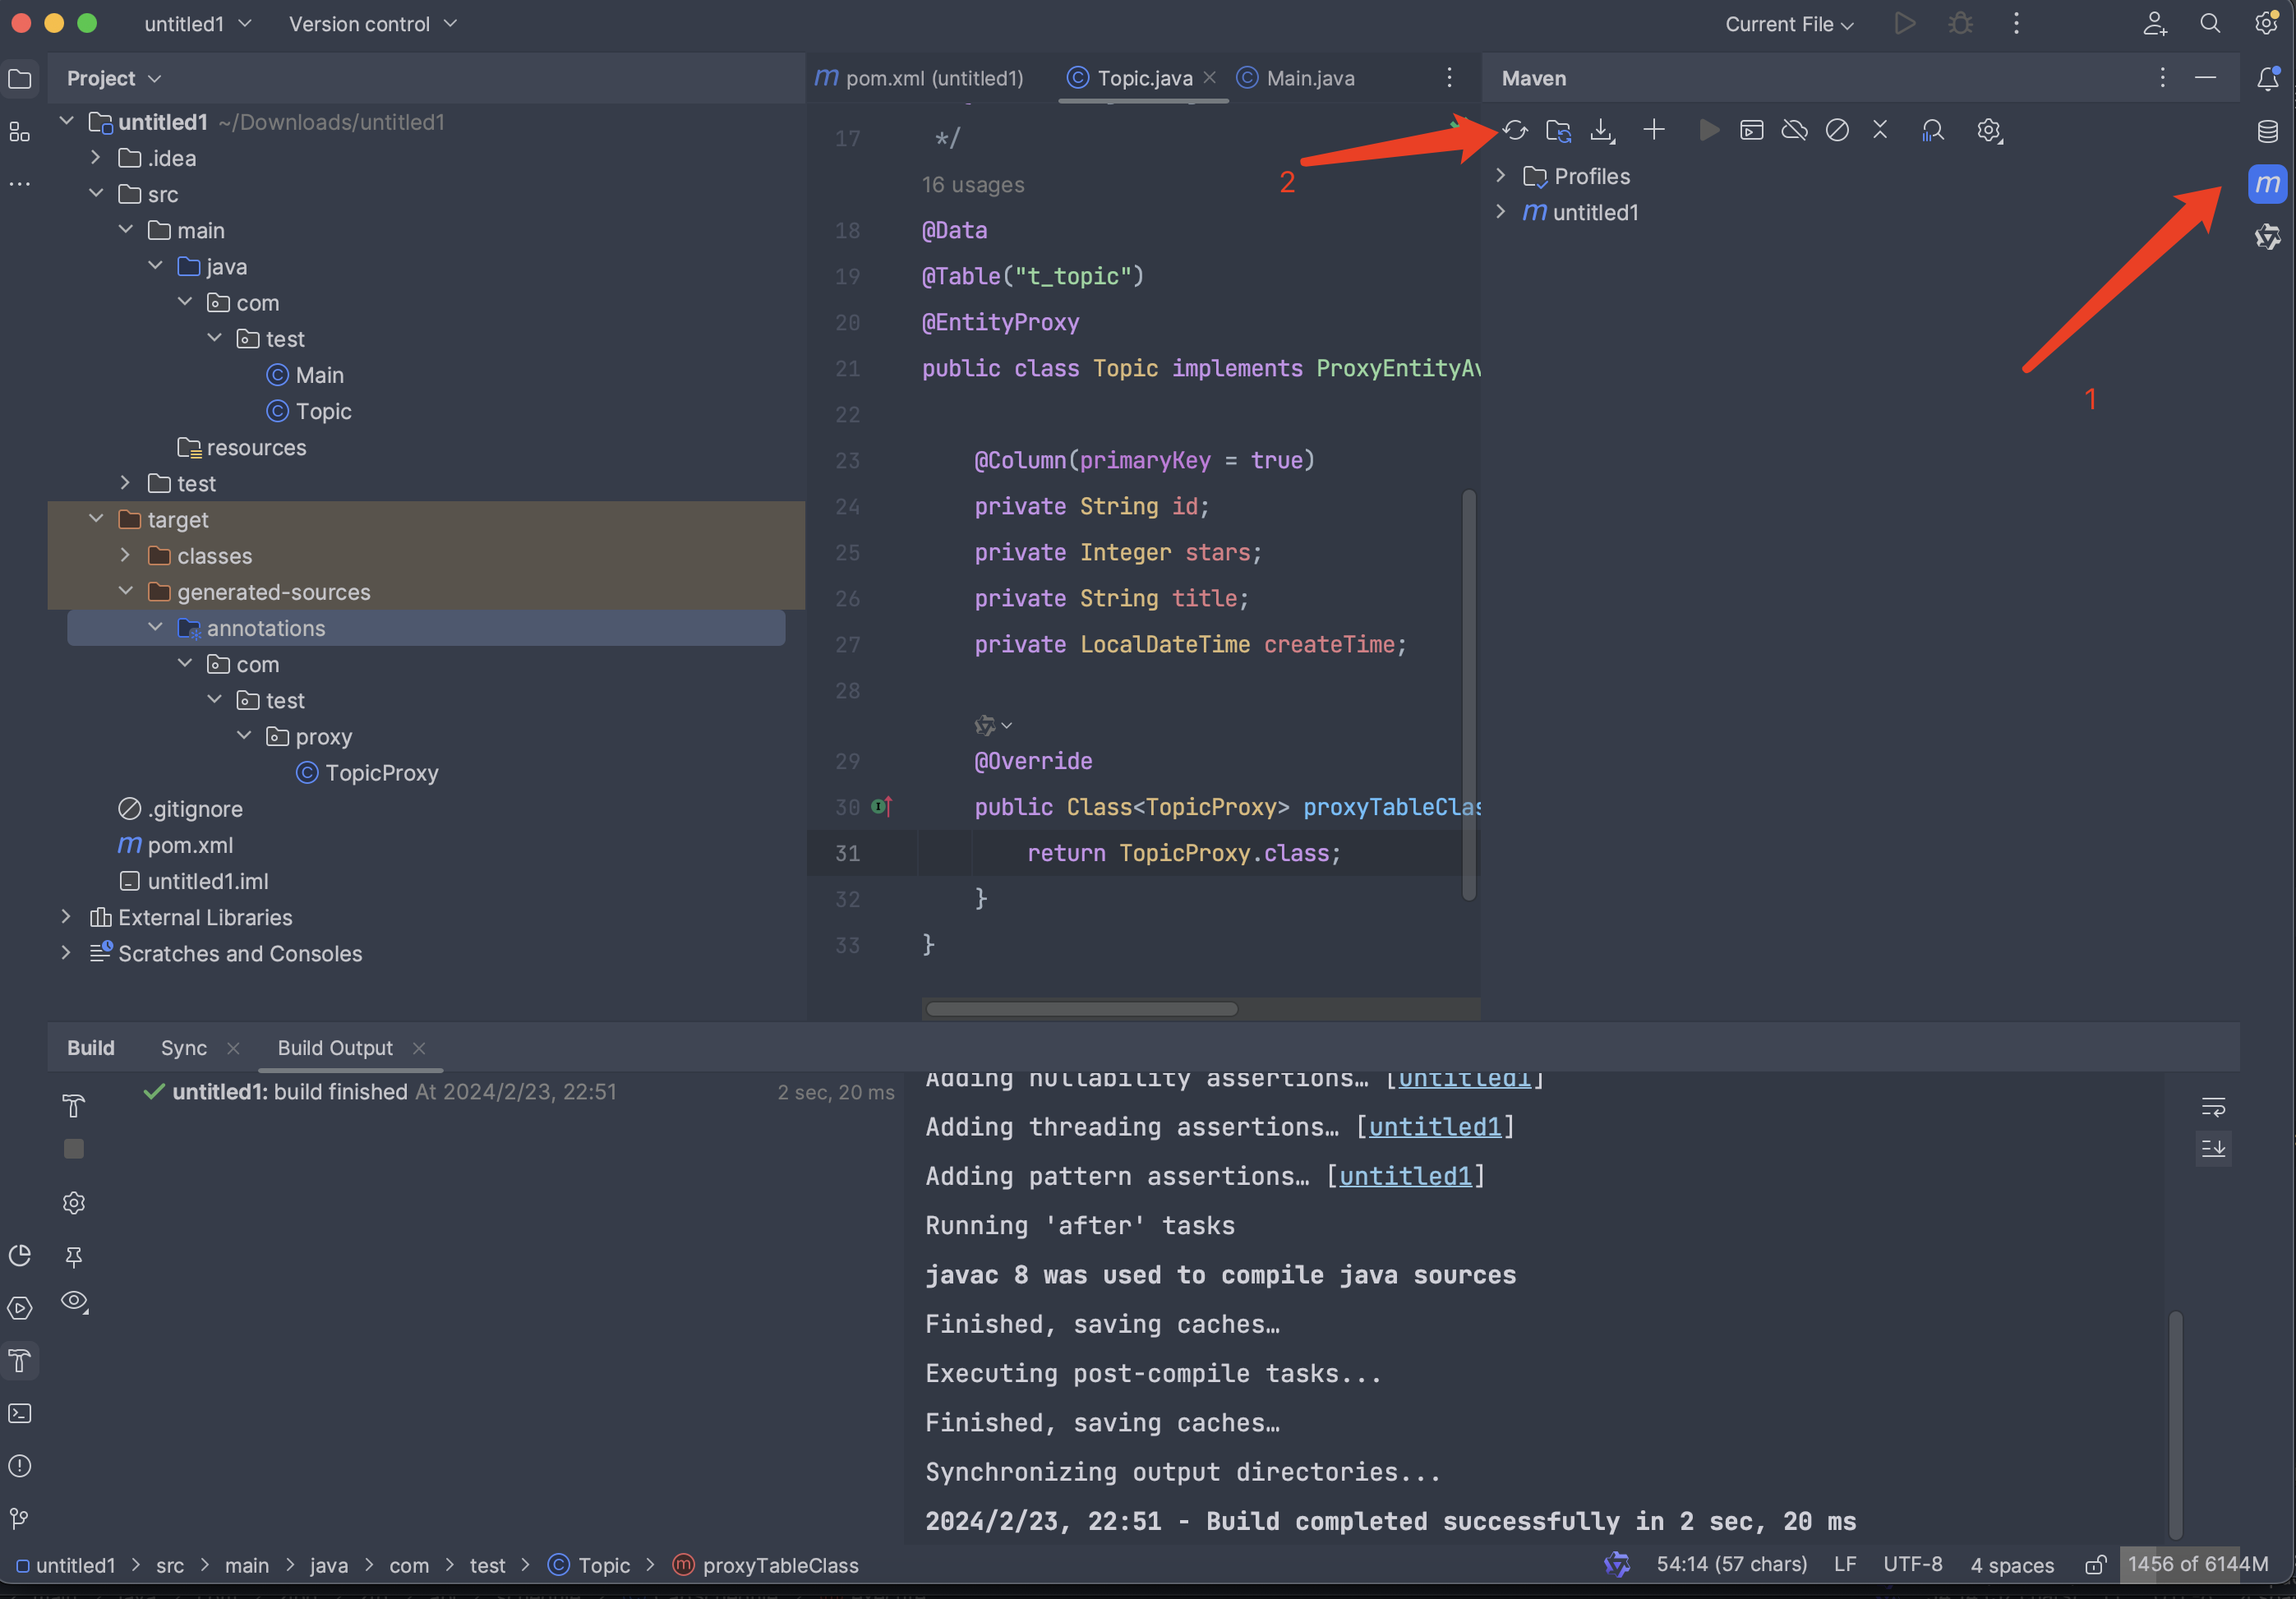 untitled1
Version control
Current File
Project
pom.xml (untitled1)
Topic.java
Main.java
Maven
untitled1 ~/Downloads/untitled1
.idea
src
main
java
com
test
Main
Topic
resources
test
target
classes
generated-sources
annotations
com
test
proxy
TopicProxy
.gitignore
m pom.xml
untitled1.iml
External Libraries
Scratches and Consoles
17 */
16 usages
18 @Data
19 @Table("t_topic")
20 @EntityProxy
21 public class Topic implements ProxyEntityAv
22
23 @Column(primaryKey = true)
24 private String id;
25 private Integer stars;
26 private String title;
27 private LocalDateTime createTime;
28
29 @Override
30 public Class<TopicProxy> proxyTableClas
31 return TopicProxy.class;
32 }
33 }
2
Profiles
m untitled1
m
1
Build
Sync
Build Output
untitled1: build finished At 2024/2/23, 22:51
2 sec, 20 ms
Adding nullability assertions… [untitled1]
Adding threading assertions… [untitled1]
Adding pattern assertions… [untitled1]
Running 'after' tasks
javac 8 was used to compile java sources
Finished, saving caches…
Executing post-compile tasks...
Finished, saving caches…
Synchronizing output directories...
2024/2/23, 22:51 - Build completed successfully in 2 sec, 20 ms
untitled1 > src > main > java > com > test > Topic > proxyTableClass
54:14 (57 chars) LF UTF-8 4 spaces 1456 of 6144M